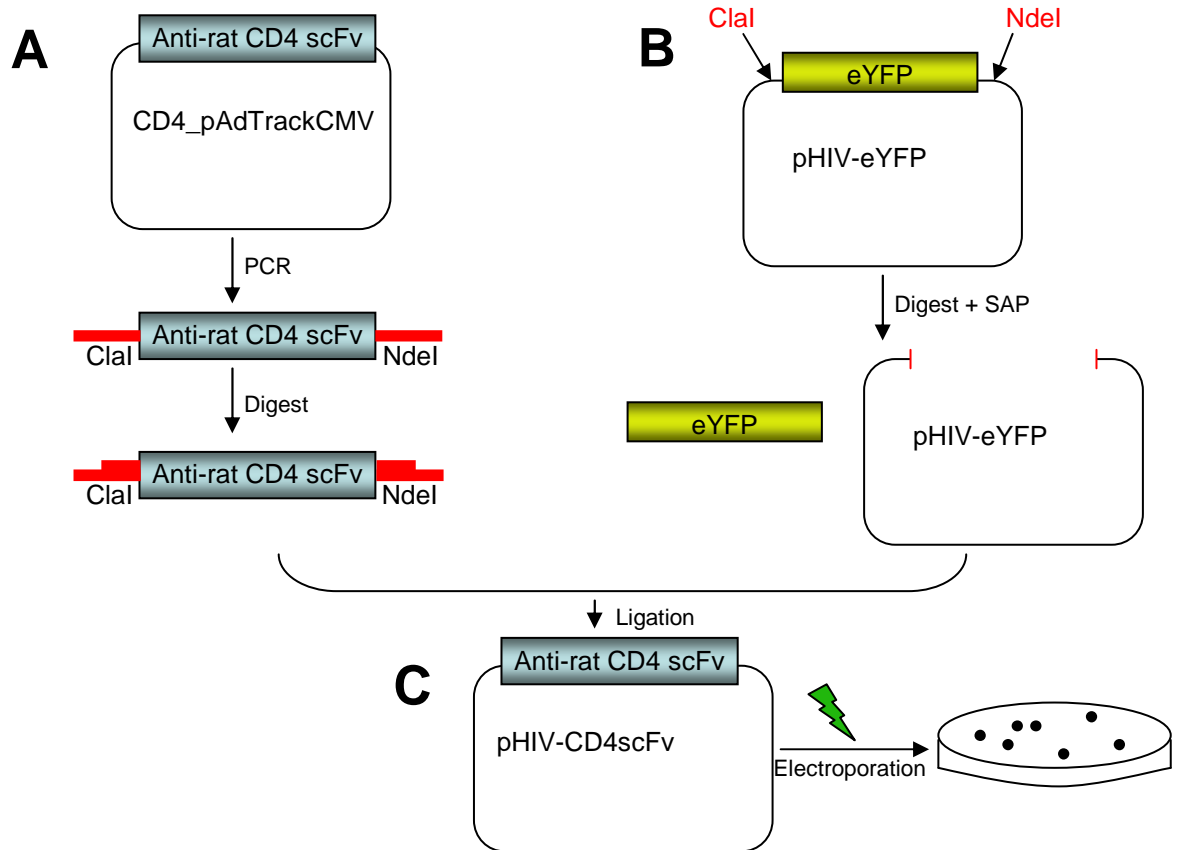 A
Anti-rat CD4 scFv
CD4_pAdTrackCMV
PCR
Anti-rat CD4 scFv
ClaI
NdeI
Digest
Anti-rat CD4 scFv
ClaI
NdeI
B
ClaI
NdeI
eYFP
pHIV-eYFP
Digest + SAP
eYFP
pHIV-eYFP
Ligation
C
Anti-rat CD4 scFv
pHIV-CD4scFv
Electroporation